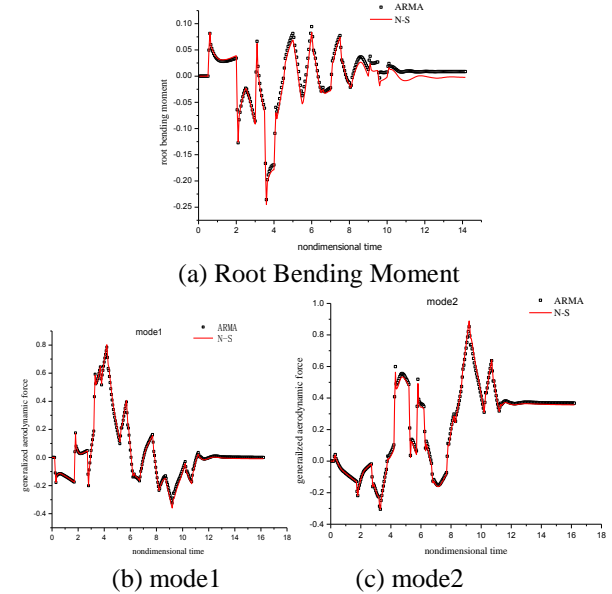 ARMA
N-S
0.10
0.05
0.00
-0.05
-0.10
-0.15
-0.20
-0.25
root bending moment
0 2 4 6 8 10 12 14
nondimensional time
(a) Root Bending Moment
mode1
ARMA
N-S
0.8
0.6
0.4
0.2
0.0
-0.2
-0.4
generalized aerodynamic force
0 2 4 6 8 10 12 14 16 18
nondimensional time
(b) mode1
mode2
ARMA
N-S
1.0
0.8
0.6
0.4
0.2
0.0
-0.2
-0.4
generailzed aerodynamic force
0 2 4 6 8 10 12 14 16 18
nondimensional time
(c) mode2